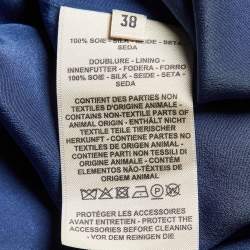 38
100% SOIE - SILK - SEIDE - SETA
SEDA
DOUBLURE - LINING -
INNENFUTTER - FODERA - FORRO
100% SOIE - SILK - SEIDE - SETA -
SEDA
CONTIENT DES PARTIES NON
TEXTILES D'ORIGINE ANIMALE -
CONTAINS NON-TEXTILE PARTS OF
ANIMAL ORIGIN - ENTHÄLT NICHT
TEXTILE TEILE TIERISCHER
HERKUNFT - CONTIENE PARTES NO
TEXTILES DE ORIGEN ANIMAL -
CONTIENE PARTI NON TESSILI DI
ORIGINE ANIMALE - CONTÉM
ELEMENTOS NÃO-TÊXTEIS DE
ORIGEM ANIMAL
PROTÉGER LES ACCESSOIRES
AVANT ENTRETIEN - PROTECT THE
ACCESSORIES BEFORE CLEANING
- VOR DEM REINIGEN